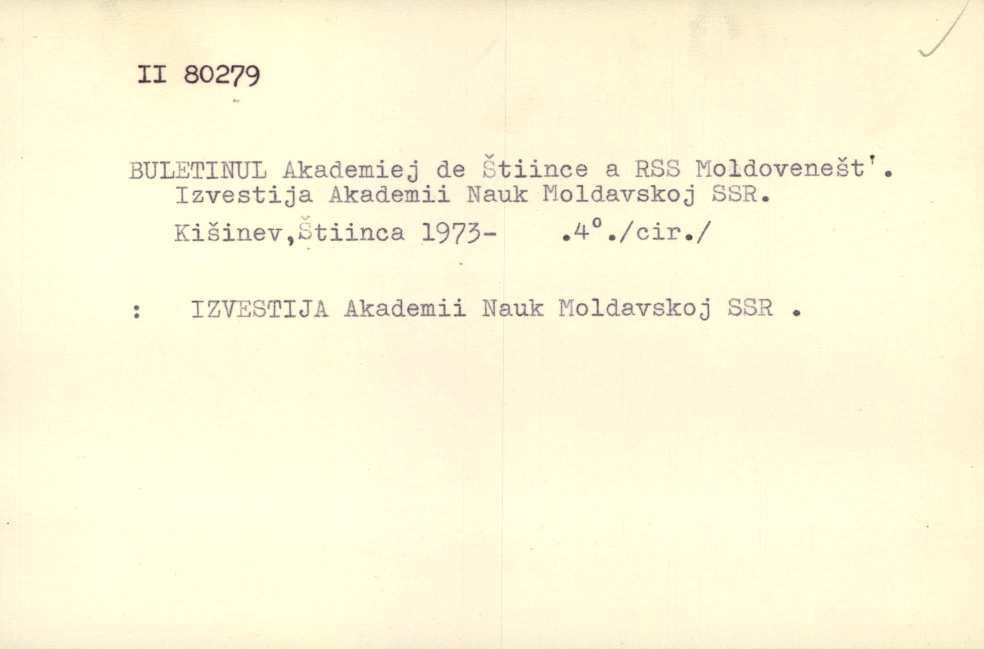 II 80279
BULETINUL Akademiej de Štiince a RSS Moldovenešt'.
Izvestija Akademii Nauk Moldavskoj SSR.
Kišinev,Štiinca 1973-    .4°./cir./
:   IZVESTIJA Akademii Nauk Moldavskoj SSR .